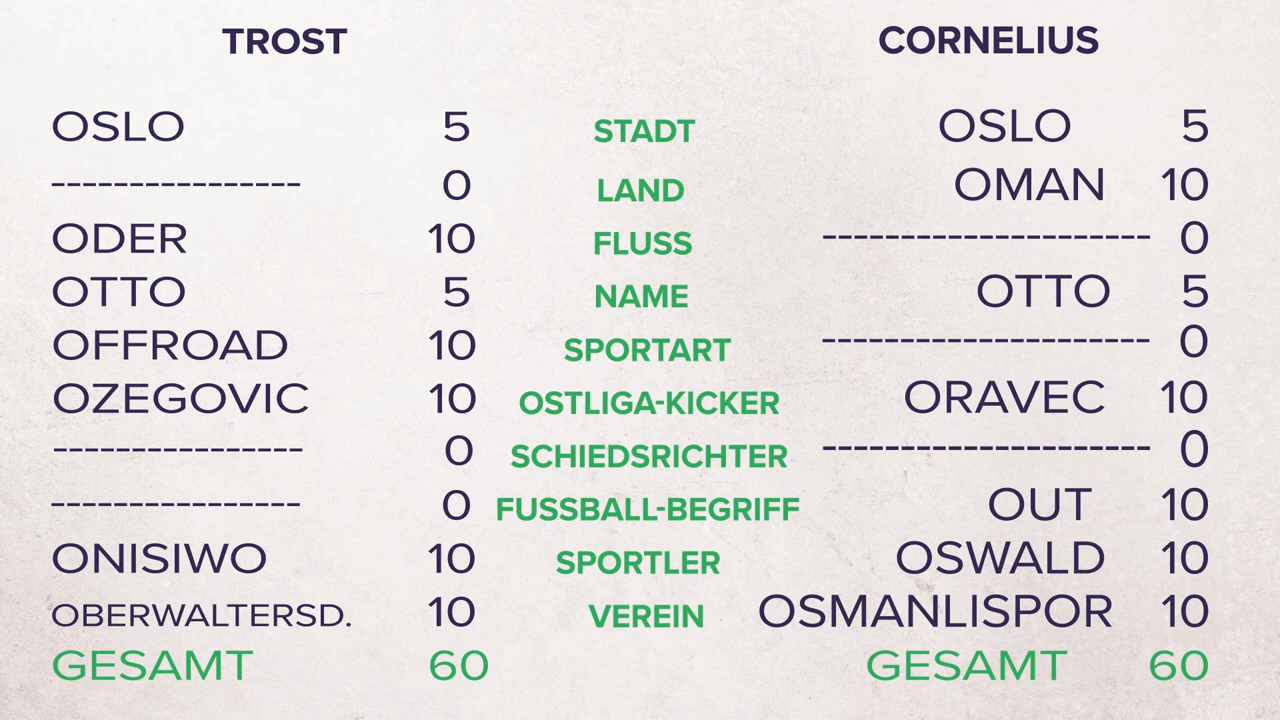 TROST CORNELIUS
OSLO 5 STADT OSLO 5
---------------- 0 LAND OMAN 10
ODER 10 FLUSS --------------------- 0
OTTO 5 NAME OTTO 5
OFFROAD 10 SPORTART --------------------- 0
OZEGOVIC 10 OSTLIGA-KICKER ORAVEC 10
---------------- 0 SCHIEDSRICHTER --------------------- 0
---------------- 0 FUSSBALL-BEGRIFF OUT 10
ONISIWO 10 SPORTLER OSWALD 10
OBERWALTERSD. 10 VEREIN OSMANLISPOR 10
GESAMT 60 GESAMT 60